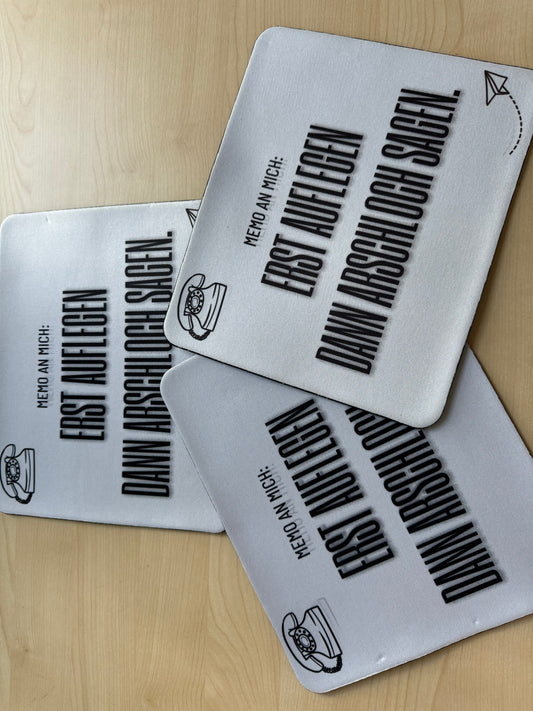 MEMO AN MICH:
ERST AUFLEGEN
DANN ARSCHLOCH SAGEN.
MEMO AN MICH:
ERST AUFLEGEN
DANN ARSCHLOCH SAGEN.
MEMO AN MICH:
ERST AUFLEGEN
DANN ARSCHLOCH